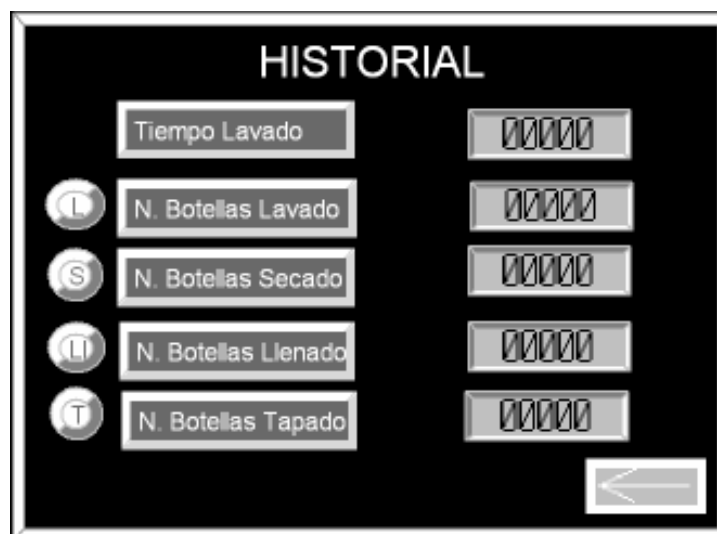 HISTORIAL
Tiempo Lavado 00000
L N. Botellas Lavado 00000
S N. Botellas Secado 00000
Ll N. Botellas Llenado 00000
T N. Botellas Tapado 00000